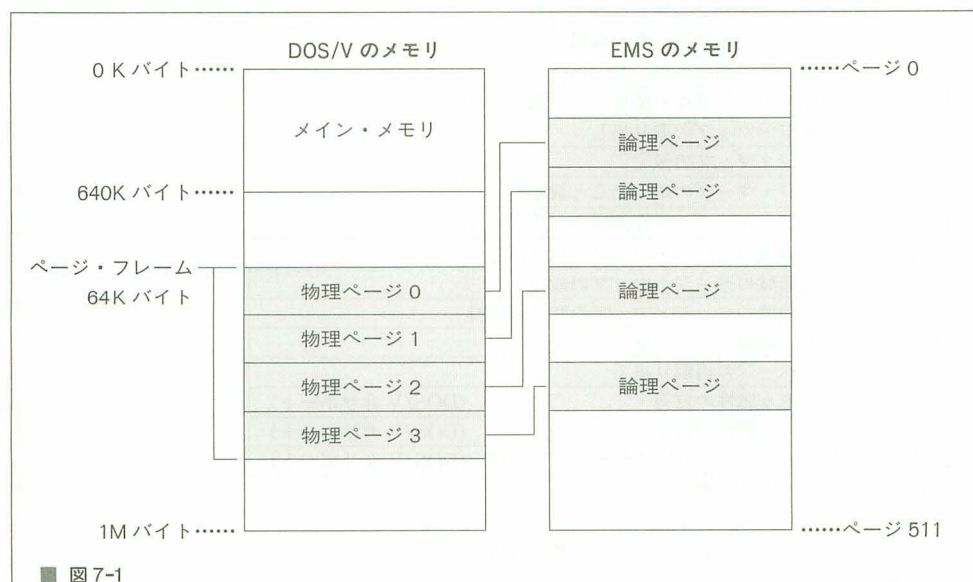 DOS/V のメモリ
EMS のメモリ
0 K バイト……
……ページ 0
メイン・メモリ
論理ページ
640K バイト……
論理ページ
ページ・フレーム
64K バイト
物理ページ 0
論理ページ
物理ページ 1
物理ページ 2
論理ページ
物理ページ 3
1M バイト……
……ページ 511
■ 図 7-1